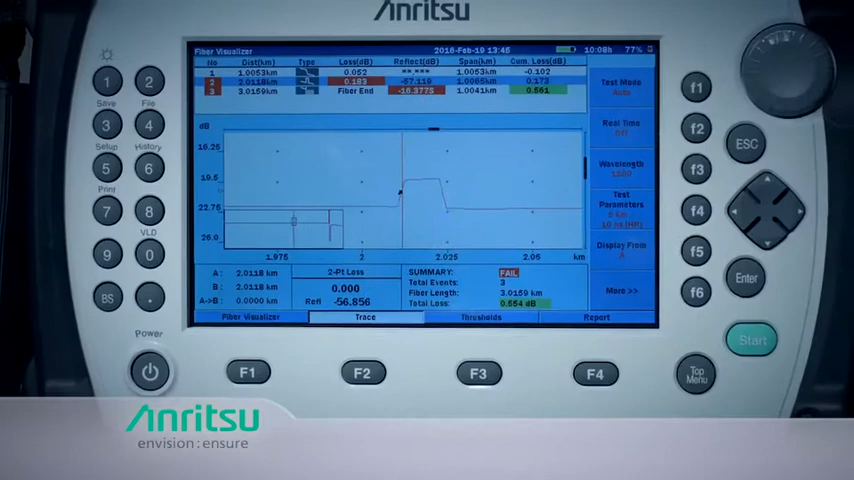 Anritsu
Fiber Visualizer 2016-Feb-19 13:45 10:08h 77%
No Dist(km) Type Loss(dB) Reflect(dB) Span(km) Cum. Loss(dB)
1 1.0053km 0.052 **.*** 1.0053km -0.102
2 2.0118km 0.183 -57.119 1.0065km 0.173
3 3.0159km Fiber End -16.3775 1.0041km 0.561
Test Mode
Auto
Real Time
Off
Wavelength
Test
Parameters
10 ns (HR)
Display From
A
More >>
dB
16.25
19.5
22.75
26.0
1.975 2.0 2.025 2.05 km
A: 2.0118 km 2-Pt Loss SUMMARY: FAIL
B: 2.0118 km 0.000 Total Events: 3
A->B: 0.0000 km Refl -56.856 Fiber Length: 3.0159 km
Total Loss: 0.554 dB
Fiber Visualizer Trace Thresholds Report
1 2
Save File
3 4
Setup History
5 6
Print
7 8
VLD
9 0
BS .
Power
f1
f2
f3
f4
f5
f6
ESC
Enter
Start
Top
Menu
F1 F2 F3 F4
Anritsu
envision : ensure